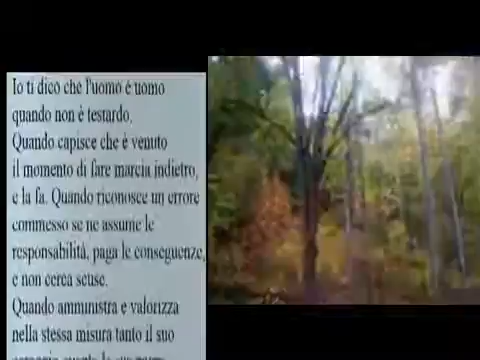 Io ti dico che l'uomo è uomo
quando non è testardo.
Quando capisce che è venuto
il momento di fare marcia indietro,
e la fa. Quando riconosce un errore
commesso se ne assume le
responsabilità, paga le conseguenze,
e non cerca scuse.
Quando amministra e valorizza
nella stessa misura tanto il suo